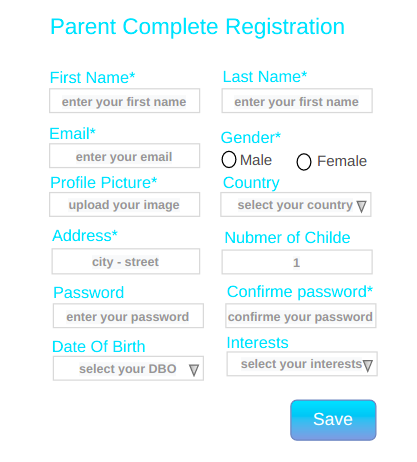 Parent Complete Registration
First Name*
Last Name*
enter your first name
enter your first name
Email*
Gender*
enter your email
Male
Female
Profile Picture*
Country
upload your image
select your country
Address*
Nubmer of Childe
city - street
1
Password
Confirme password*
enter your password
confirme your password
Date Of Birth
Interests
select your DBO
select your interests
Save